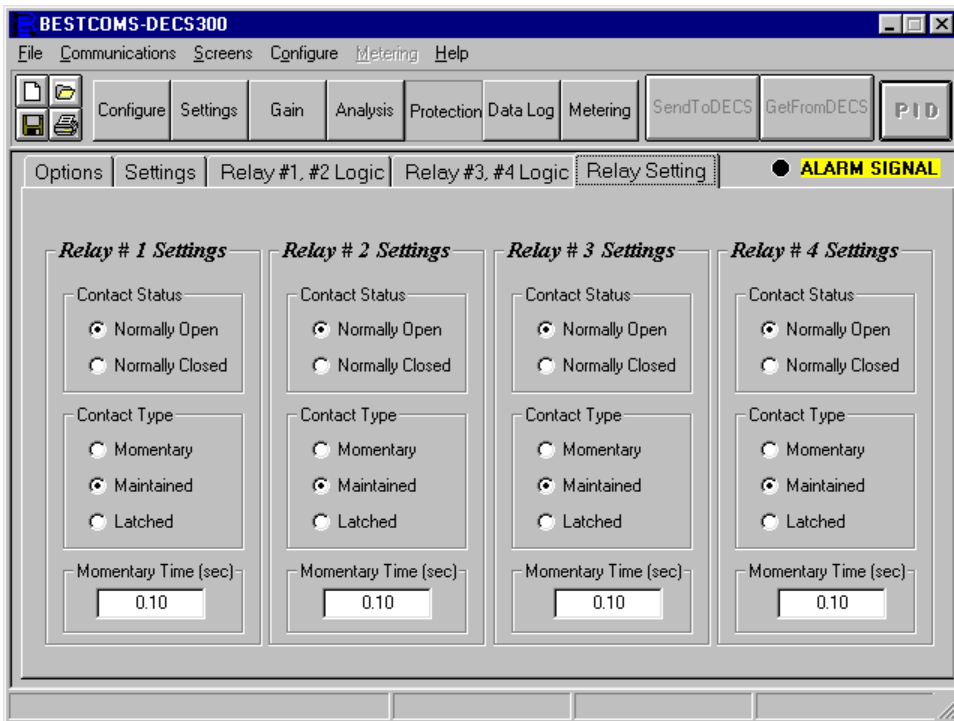 BESTCOMS-DECS300
File Communications Screens Configure Metering Help
Configure Settings Gain Analysis Protection Data Log Metering SendToDECS GetFromDECS PID
Options Settings Relay #1, #2 Logic Relay #3, #4 Logic Relay Setting ALARM SIGNAL
Relay # 1 Settings Relay # 2 Settings Relay # 3 Settings Relay # 4 Settings
Contact Status Contact Status Contact Status Contact Status
Normally Open Normally Open Normally Open Normally Open
Normally Closed Normally Closed Normally Closed Normally Closed
Contact Type Contact Type Contact Type Contact Type
Momentary Momentary Momentary Momentary
Maintained Maintained Maintained Maintained
Latched Latched Latched Latched
Momentary Time (sec) Momentary Time (sec) Momentary Time (sec) Momentary Time (sec)
0.10 0.10 0.10 0.10